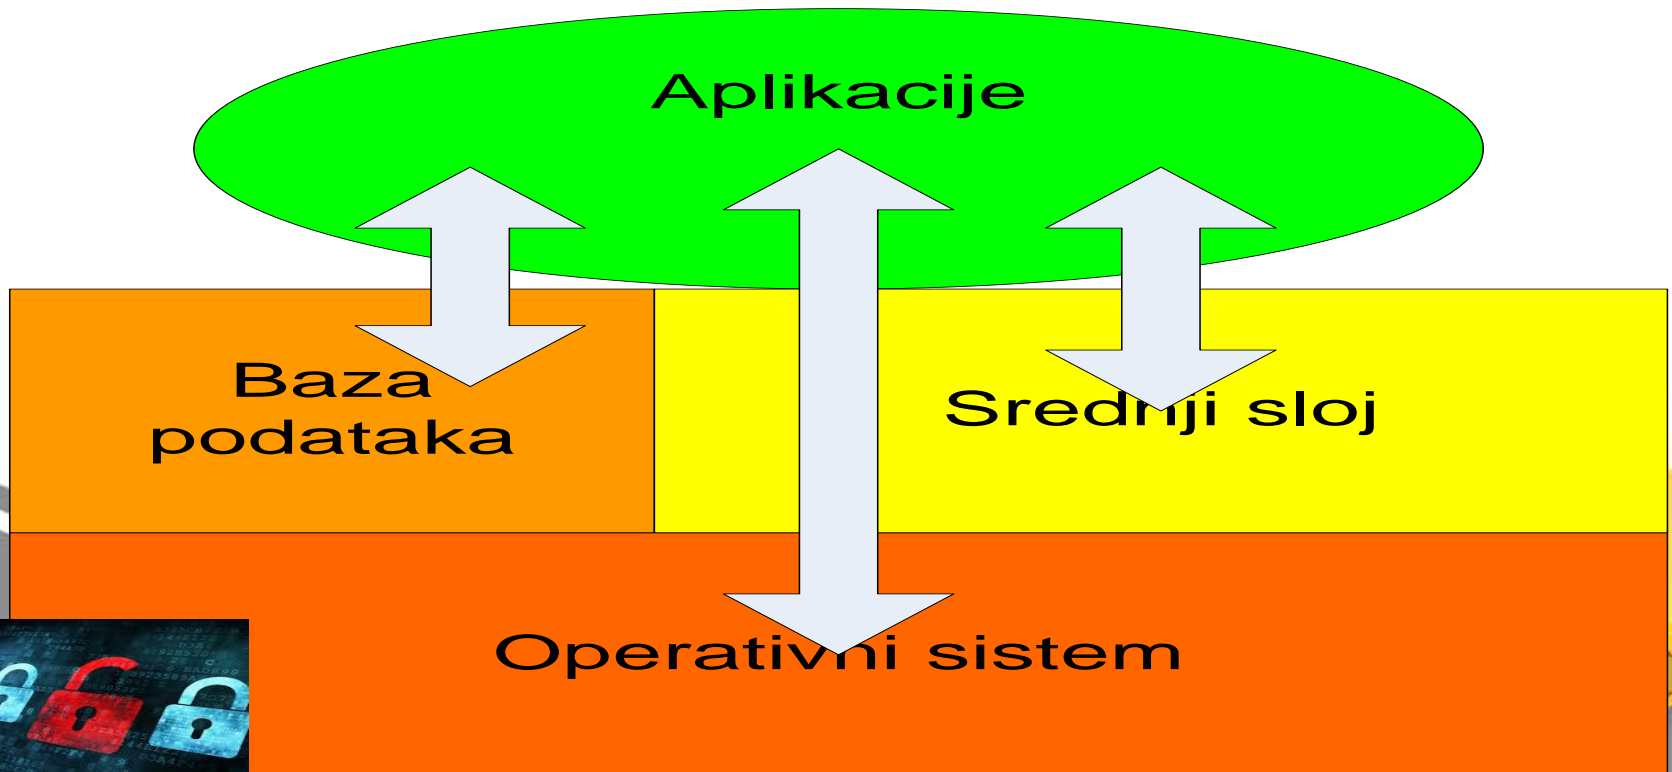 Aplikacije
Baza
podataka
Srednji sloj
Operativni sistem